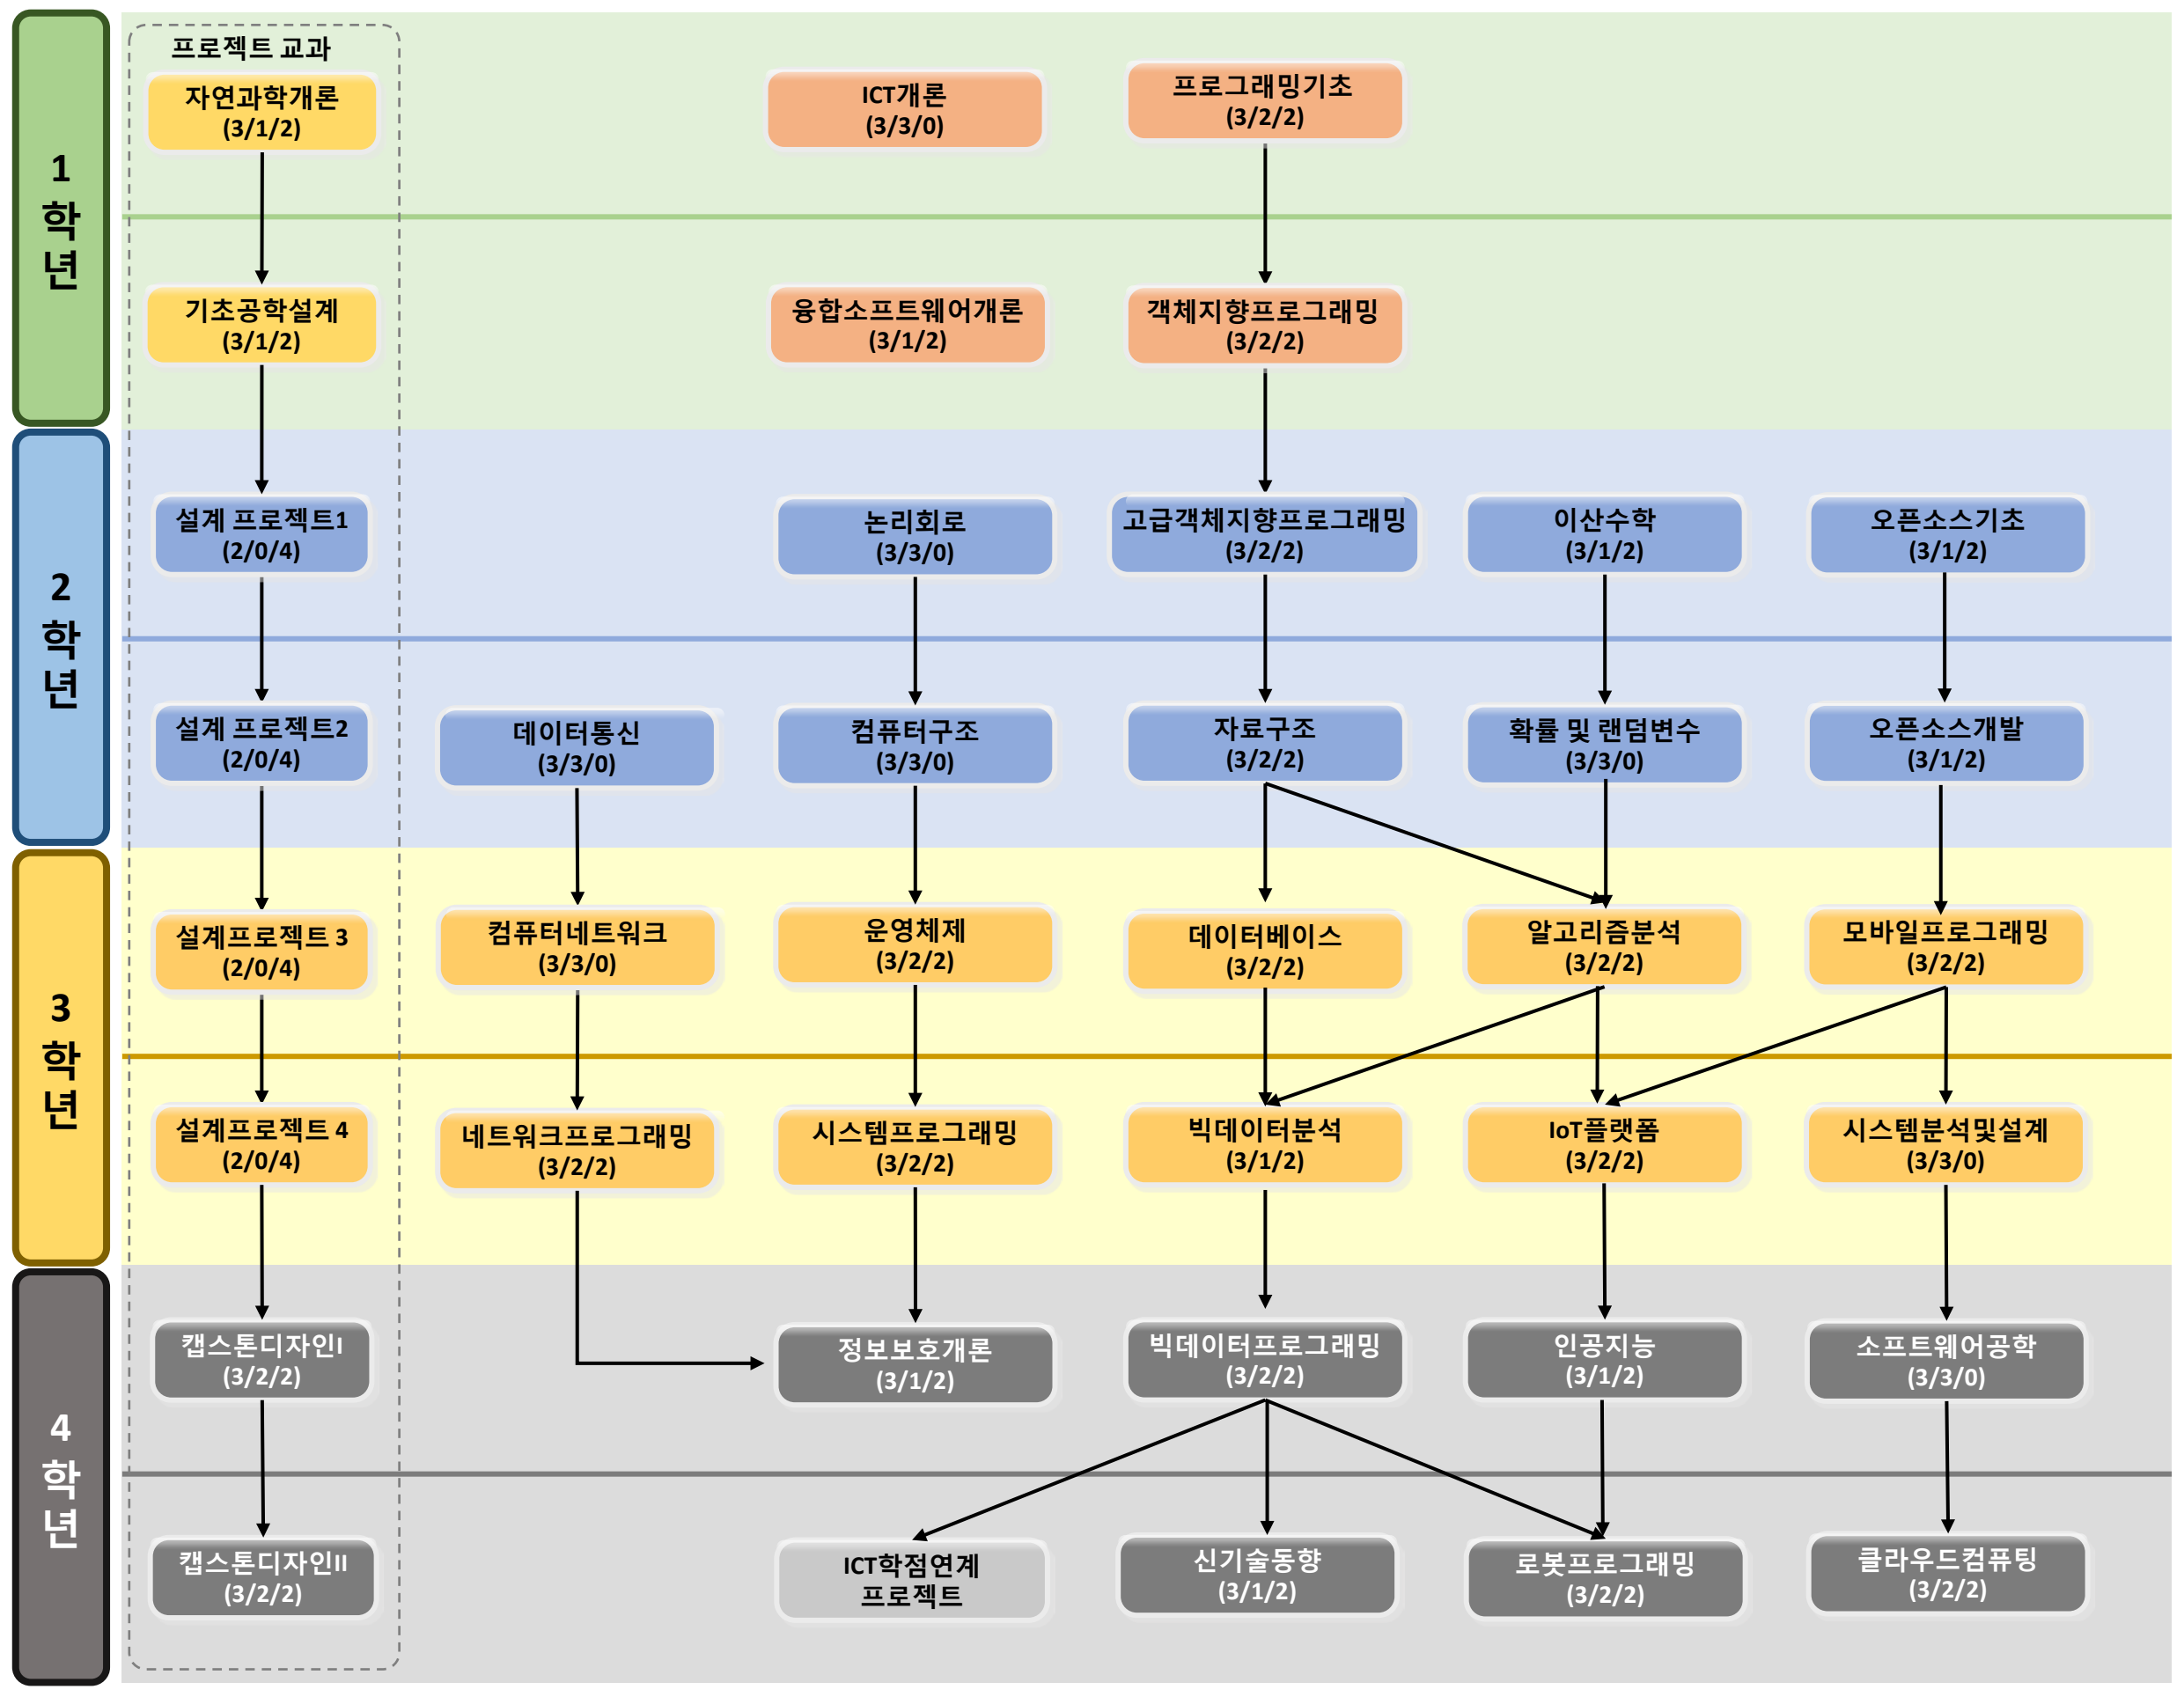 프로젝트 교과
1
학
년
자연과학개론
(3/1/2)
ICT개론
(3/3/0)
프로그래밍기초
(3/2/2)
기초공학설계
(3/1/2)
융합소프트웨어개론
(3/1/2)
객체지향프로그래밍
(3/2/2)
2
학
년
설계 프로젝트1
(2/0/4)
논리회로
(3/3/0)
고급객체지향프로그래밍
(3/2/2)
이산수학
(3/1/2)
오픈소스기초
(3/1/2)
설계 프로젝트2
(2/0/4)
데이터통신
(3/3/0)
컴퓨터구조
(3/3/0)
자료구조
(3/2/2)
확률 및 랜덤변수
(3/3/0)
오픈소스개발
(3/1/2)
3
학
년
설계프로젝트 3
(2/0/4)
컴퓨터네트워크
(3/3/0)
운영체제
(3/2/2)
데이터베이스
(3/2/2)
알고리즘분석
(3/2/2)
모바일프로그래밍
(3/2/2)
설계프로젝트 4
(2/0/4)
네트워크프로그래밍
(3/2/2)
시스템프로그래밍
(3/2/2)
빅데이터분석
(3/1/2)
IoT플랫폼
(3/2/2)
시스템분석및설계
(3/3/0)
4
학
년
캡스톤디자인I
(3/2/2)
정보보호개론
(3/1/2)
빅데이터프로그래밍
(3/2/2)
인공지능
(3/1/2)
소프트웨어공학
(3/3/0)
캡스톤디자인II
(3/2/2)
ICT학점연계
프로젝트
신기술동향
(3/1/2)
로봇프로그래밍
(3/2/2)
클라우드컴퓨팅
(3/2/2)